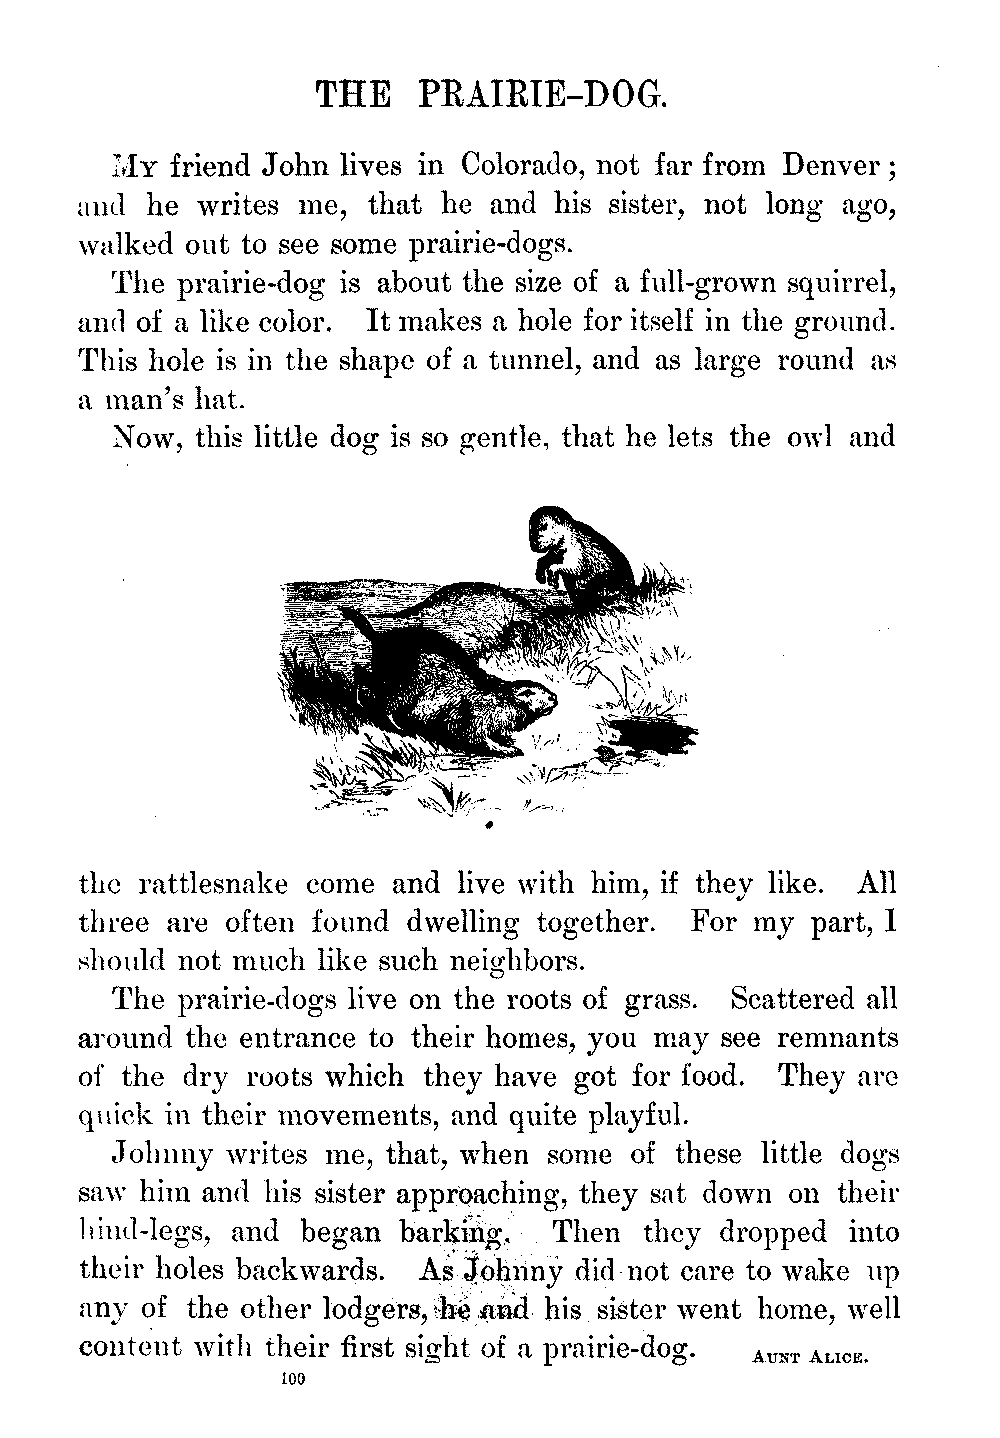 THE PRAIRIE-DOG.
MY friend John lives in Colorado, not far from Denver;
and he writes me, that he and his sister, not long ago,
walked out to see some prairie-dogs.
The prairie-dog is about the size of a full-grown squirrel,
and of a like color. It makes a hole for itself in the ground.
This hole is in the shape of a tunnel, and as large round as
a man's hat.
Now, this little dog is so gentle, that he lets the owl and
the rattlesnake come and live with him, if they like. All
three are often found dwelling together. For my part, I
should not much like such neighbors.
The prairie-dogs live on the roots of grass. Scattered all
around the entrance to their homes, you may see remnants
of the dry roots which they have got for food. They are
quick in their movements, and quite playful.
Johnny writes me, that, when some of these little dogs
saw him and his sister approaching, they sat down on their
hind-legs, and began barking. Then they dropped into
their holes backwards. As Johnny did not care to wake up
any of the other lodgers, he and his sister went home, well
content with their first sight of a prairie-dog. AUNT ALICE.
100